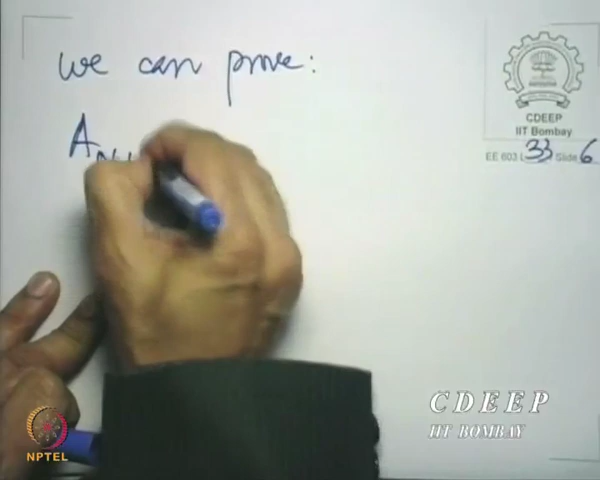 we can prove:
A
CDEEP
IIT Bombay
EE 603 L 33 Slide 6
CDEEP
IIT BOMBAY
NPTEL